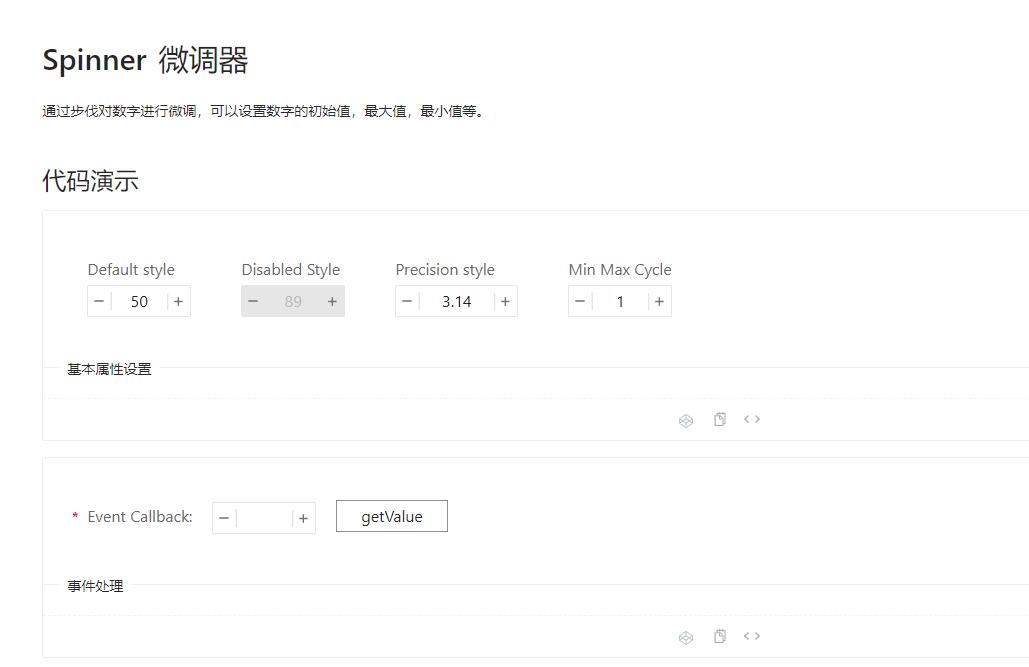 Spinner 微调器
通过步伐对数字进行微调，可以设置数字的初始值，最大值，最小值等。
代码演示
Default style Disabled Style Precision style Min Max Cycle
− 50 + − 89 + − 3.14 + − 1 +
基本属性设置
* Event Callback: − + getValue
事件处理